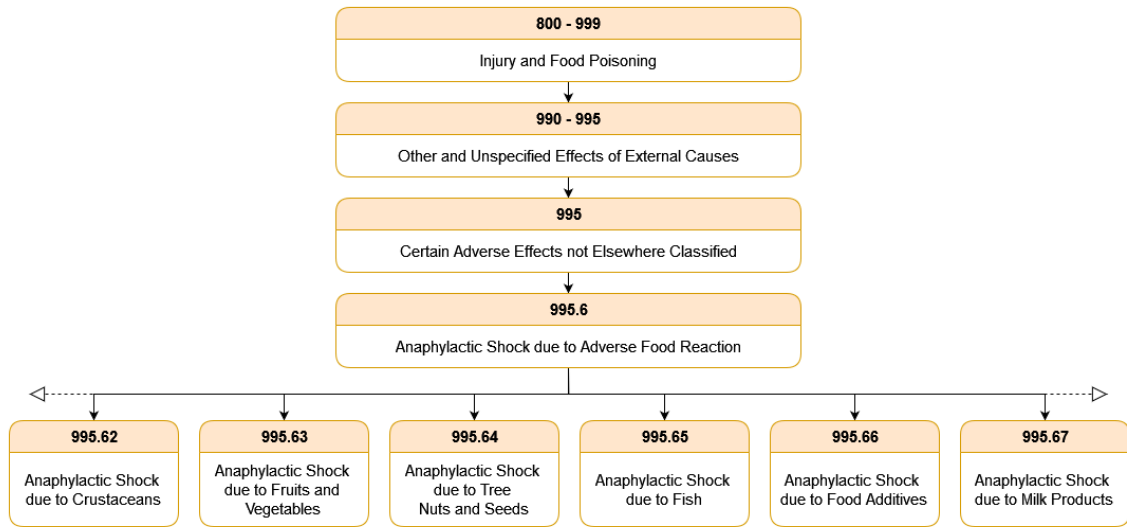 800 - 999
Injury and Food Poisoning
990 - 995
Other and Unspecified Effects of External Causes
995
Certain Adverse Effects not Elsewhere Classified
995.6
Anaphylactic Shock due to Adverse Food Reaction
995.62
Anaphylactic Shock
due to Crustaceans
995.63
Anaphylactic Shock
due to Fruits and
Vegetables
995.64
Anaphylactic Shock
due to Tree
Nuts and Seeds
995.65
Anaphylactic Shock
due to Fish
995.66
Anaphylactic Shock
due to Food Additives
995.67
Anaphylactic Shock
due to Milk Products